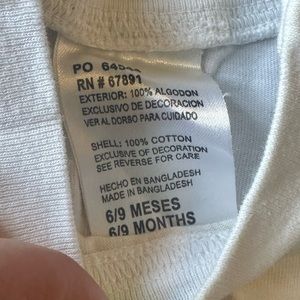 PO
RN # 67891
EXTERIOR: 100% ALGODON
EXCLUSIVO DE DECORACION
VER AL DORSO PARA CUIDADO
SHELL: 100% COTTON
EXCLUSIVE OF DECORATION
SEE REVERSE FOR CARE
HECHO EN BANGLADESH
MADE IN BANGLADESH
6/9 MESES
6/9 MONTHS